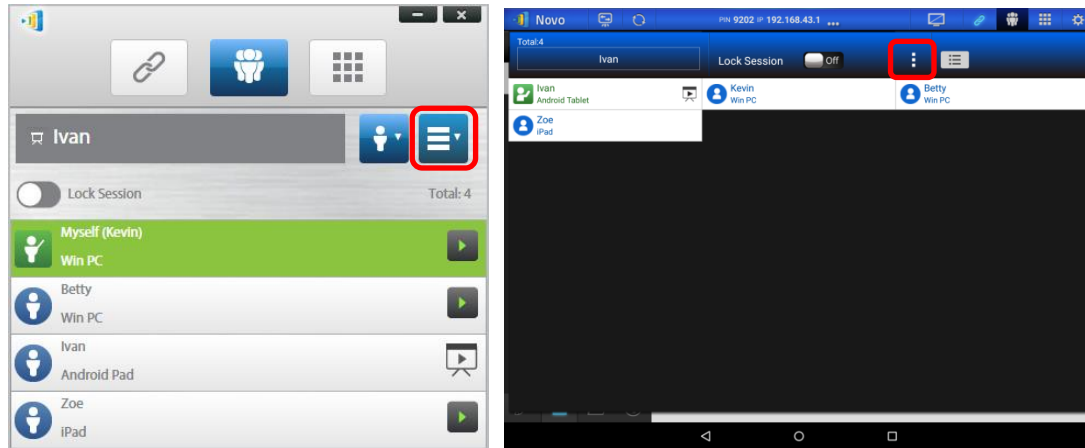 Ivan
Lock Session
Total: 4
Myself (Kevin)
Win PC
Betty
Win PC
Ivan
Android Pad
Zoe
iPad
Novo
PIN 9202 IP 192.168.43.1 ...
Total:4
Ivan
Lock Session
Off
Ivan
Android Tablet
Kevin
Win PC
Betty
Win PC
Zoe
iPad